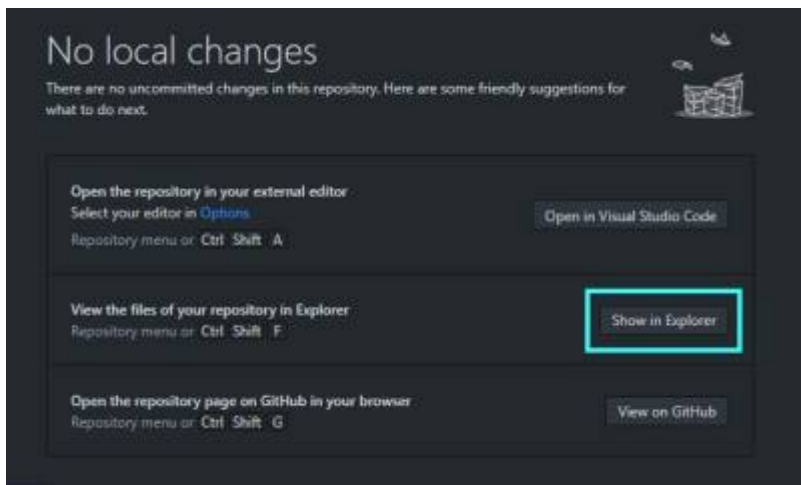 No local changes
There are no uncommitted changes in this repository. Here are some friendly suggestions for
what to do next.
Open the repository in your external editor
Select your editor in Options
Repository menu or Ctrl Shift A
Open in Visual Studio Code
View the files of your repository in Explorer
Repository menu or Ctrl Shift F
Show in Explorer
Open the repository page on GitHub in your browser
Repository menu or Ctrl Shift G
View on GitHub